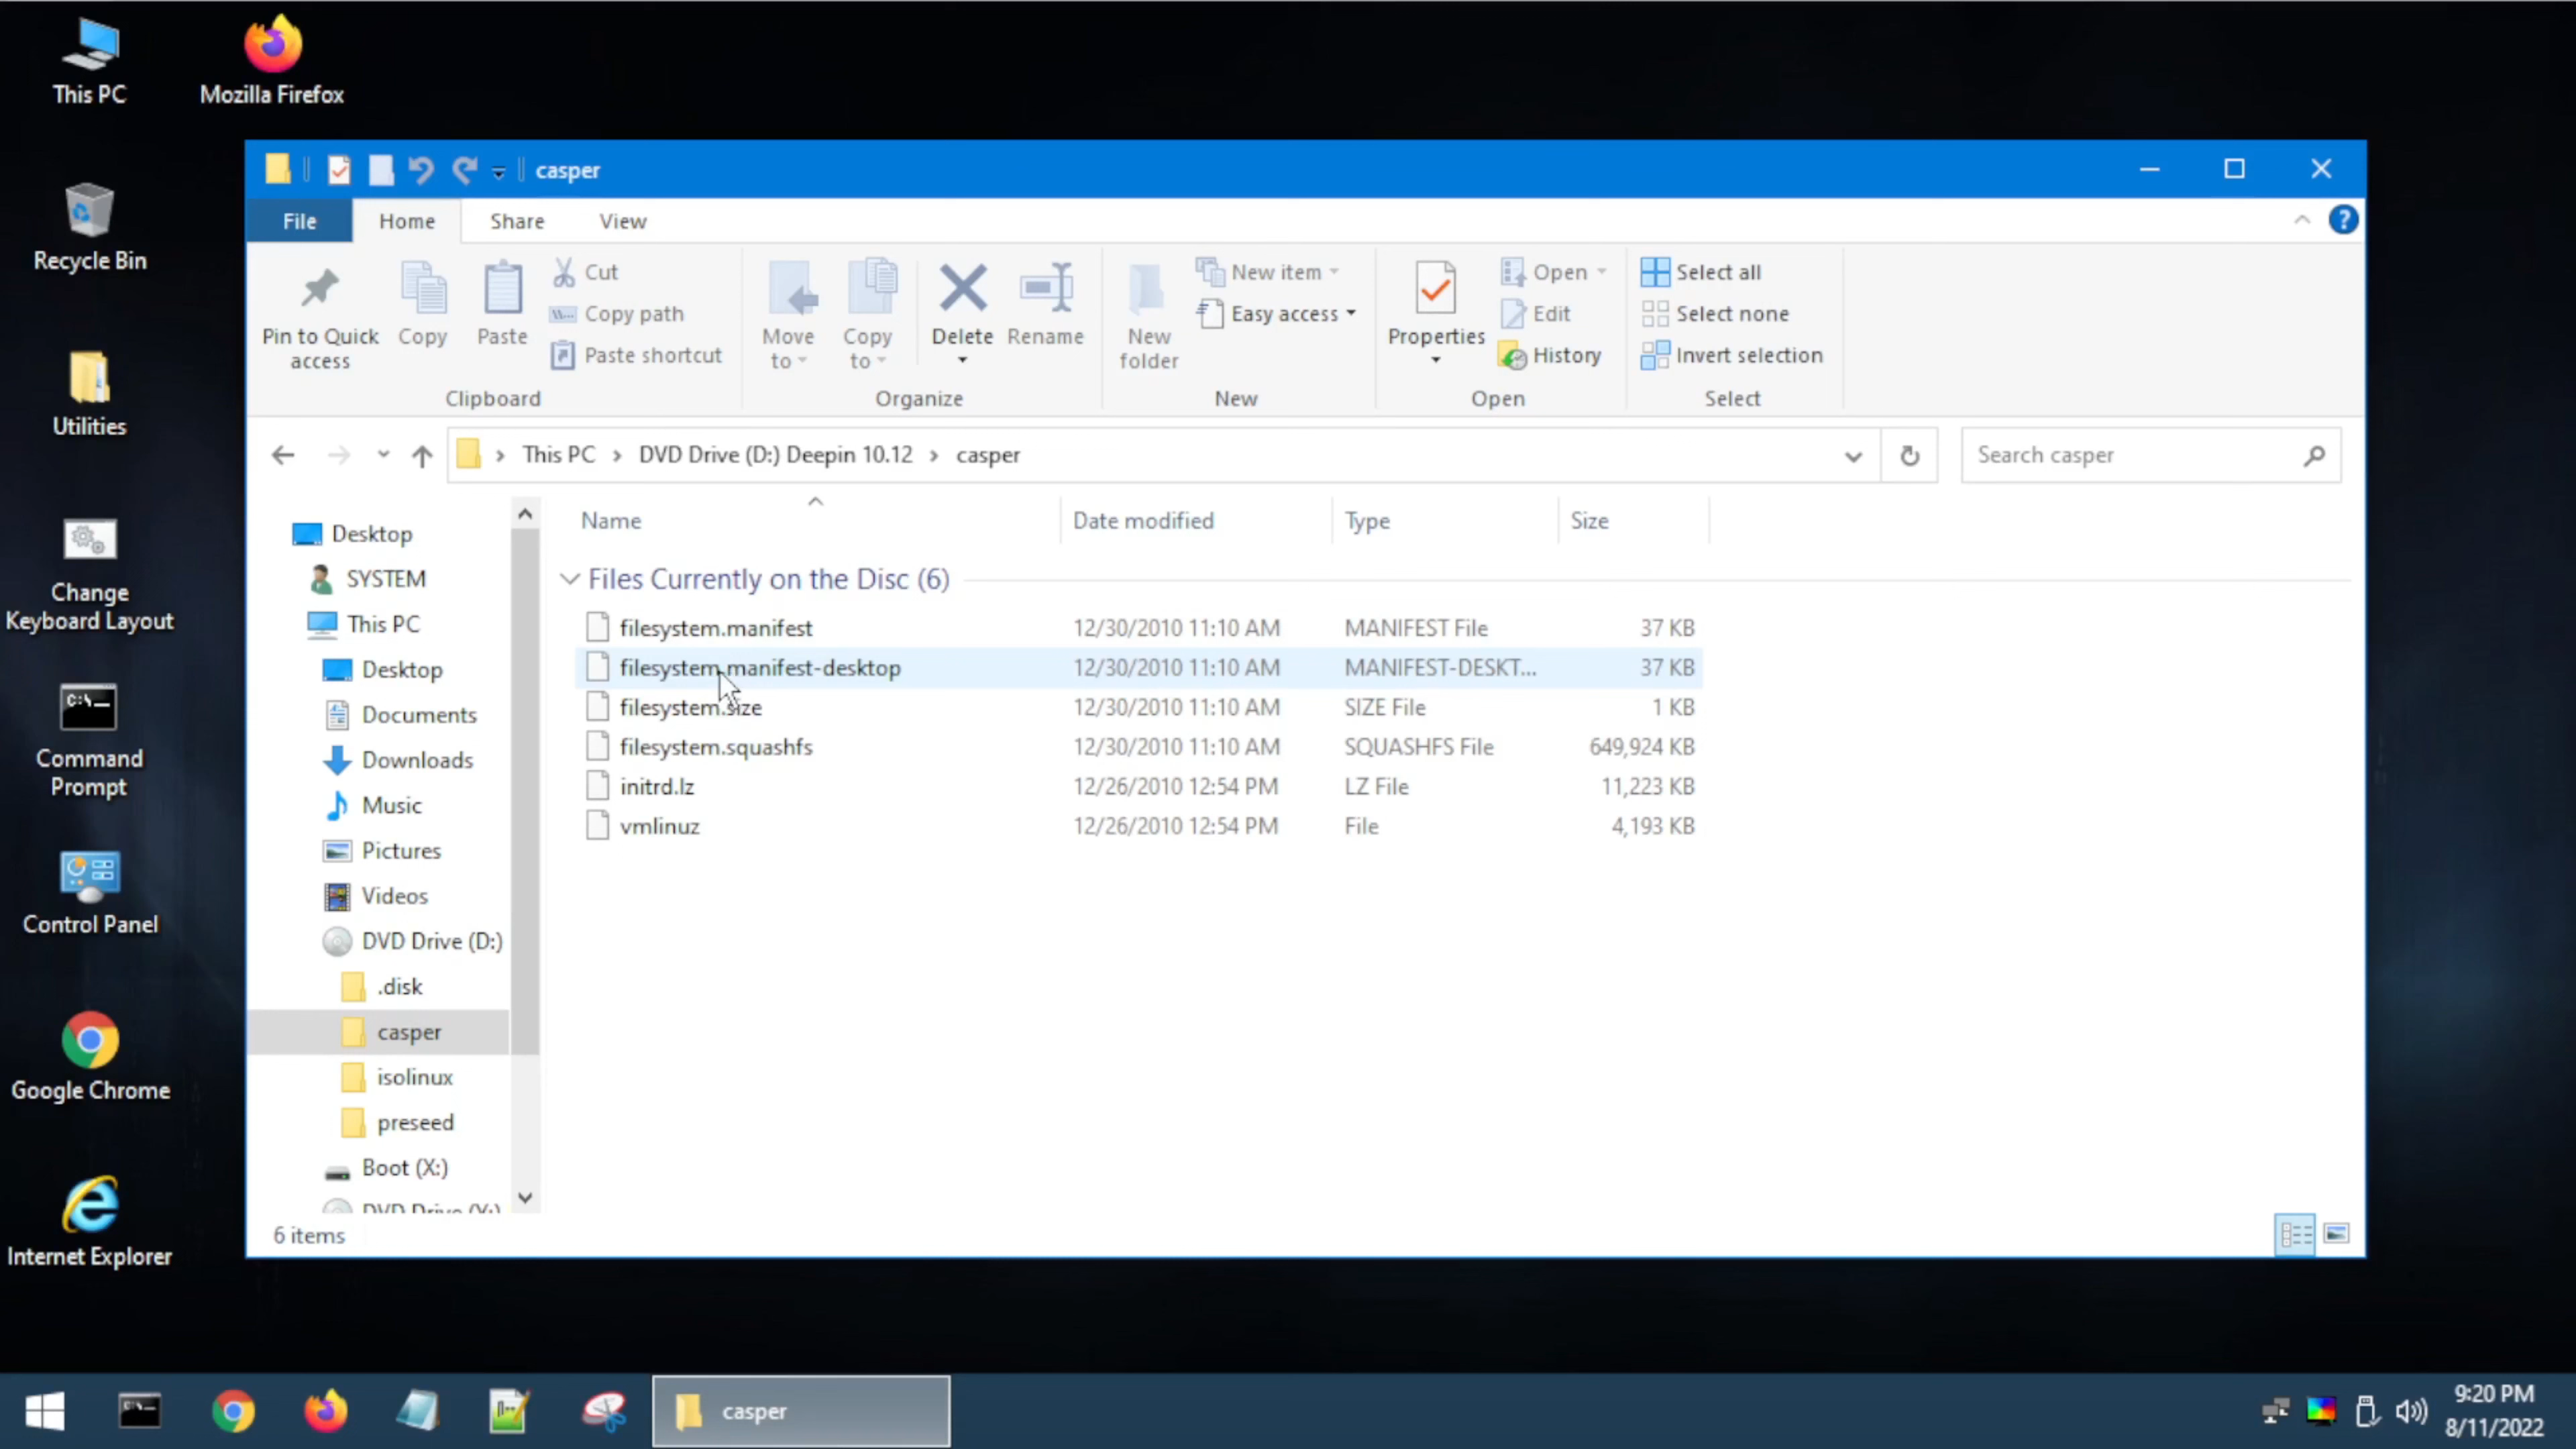 This PC
Mozilla Firefox
Recycle Bin
Utilities
Change
Keyboard Layout
Command
Prompt
Control Panel
Google Chrome
Internet Explorer
casper
File
Home
Share
View
Pin to Quick
access
Copy
Paste
Cut
Copy path
Paste shortcut
Clipboard
Move
to
Copy
to
Delete
Rename
Organize
New
folder
New item
Easy access
New
Properties
Open
Edit
History
Open
Select all
Select none
Invert selection
Select
This PC > DVD Drive (D:) Deepin 10.12 > casper
Search casper
Desktop
SYSTEM
This PC
Desktop
Documents
Downloads
Music
Pictures
Videos
DVD Drive (D:)
.disk
casper
isolinux
preseed
Boot (X:)
DVD Drive (Y:)
Name Date modified Type Size
Files Currently on the Disc (6)
filesystem.manifest 12/30/2010 11:10 AM MANIFEST File 37 KB
filesystem.manifest-desktop 12/30/2010 11:10 AM MANIFEST-DESKT... 37 KB
filesystem.size 12/30/2010 11:10 AM SIZE File 1 KB
filesystem.squashfs 12/30/2010 11:10 AM SQUASHFS File 649,924 KB
initrd.lz 12/26/2010 12:54 PM LZ File 11,223 KB
vmlinuz 12/26/2010 12:54 PM File 4,193 KB
6 items
casper
9:20 PM
8/11/2022